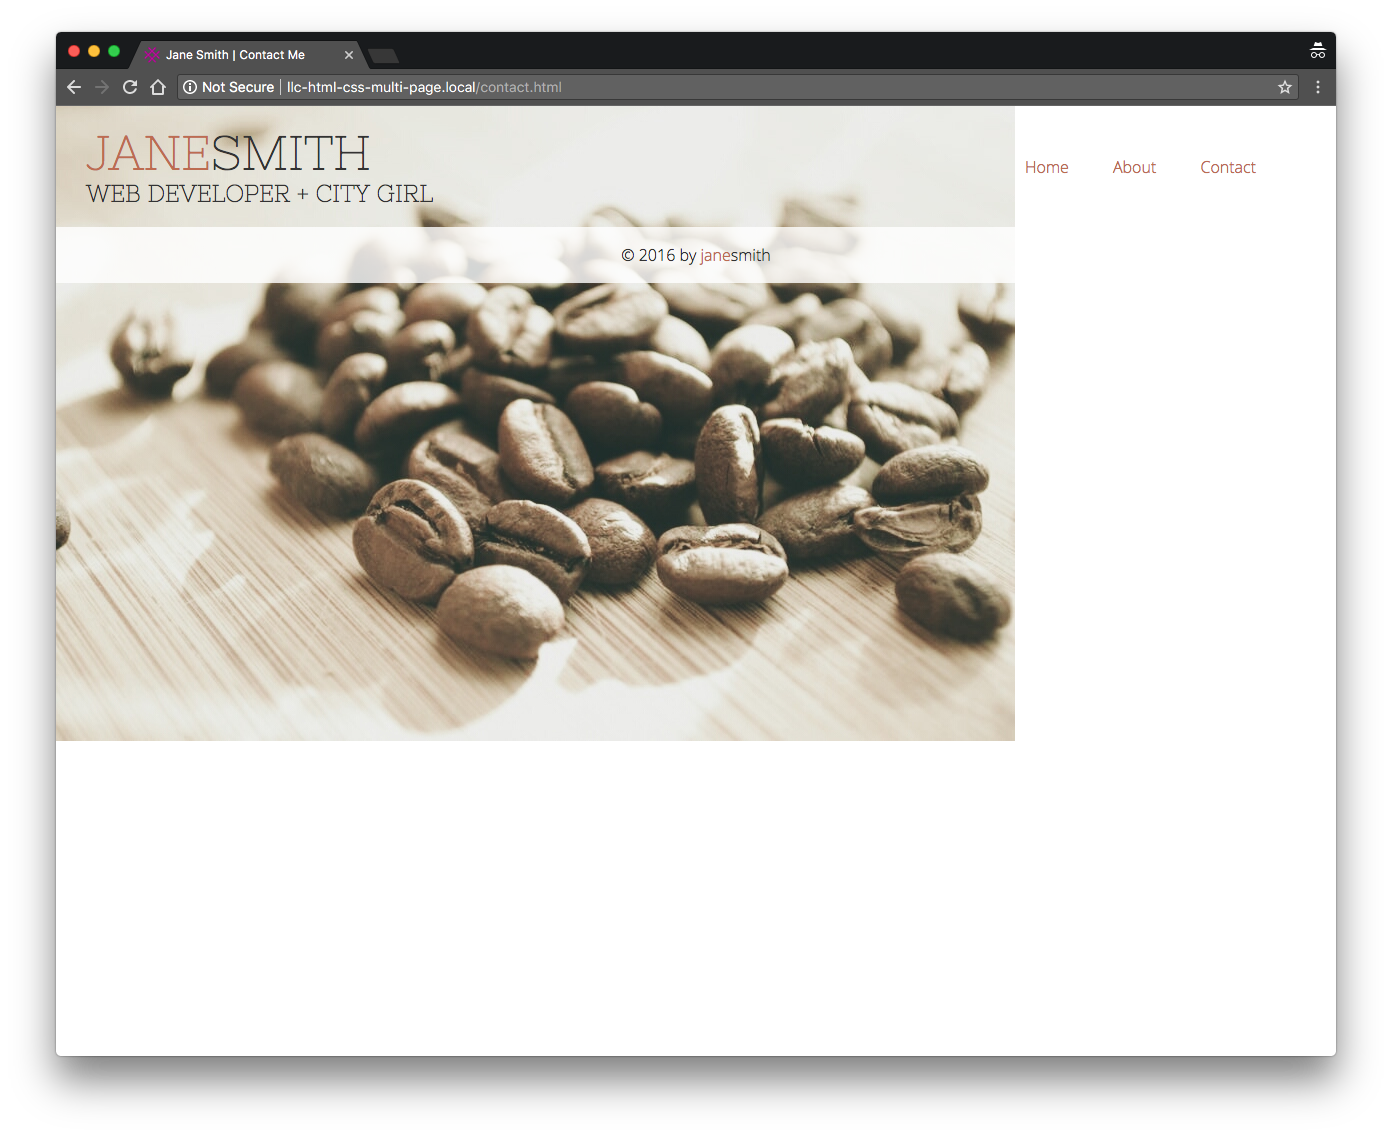 Jane Smith | Contact Me
Not Secure | llc-html-css-multi-page.local/contact.html
JANESMITH
WEB DEVELOPER + CITY GIRL
Home About Contact
© 2016 by janesmith